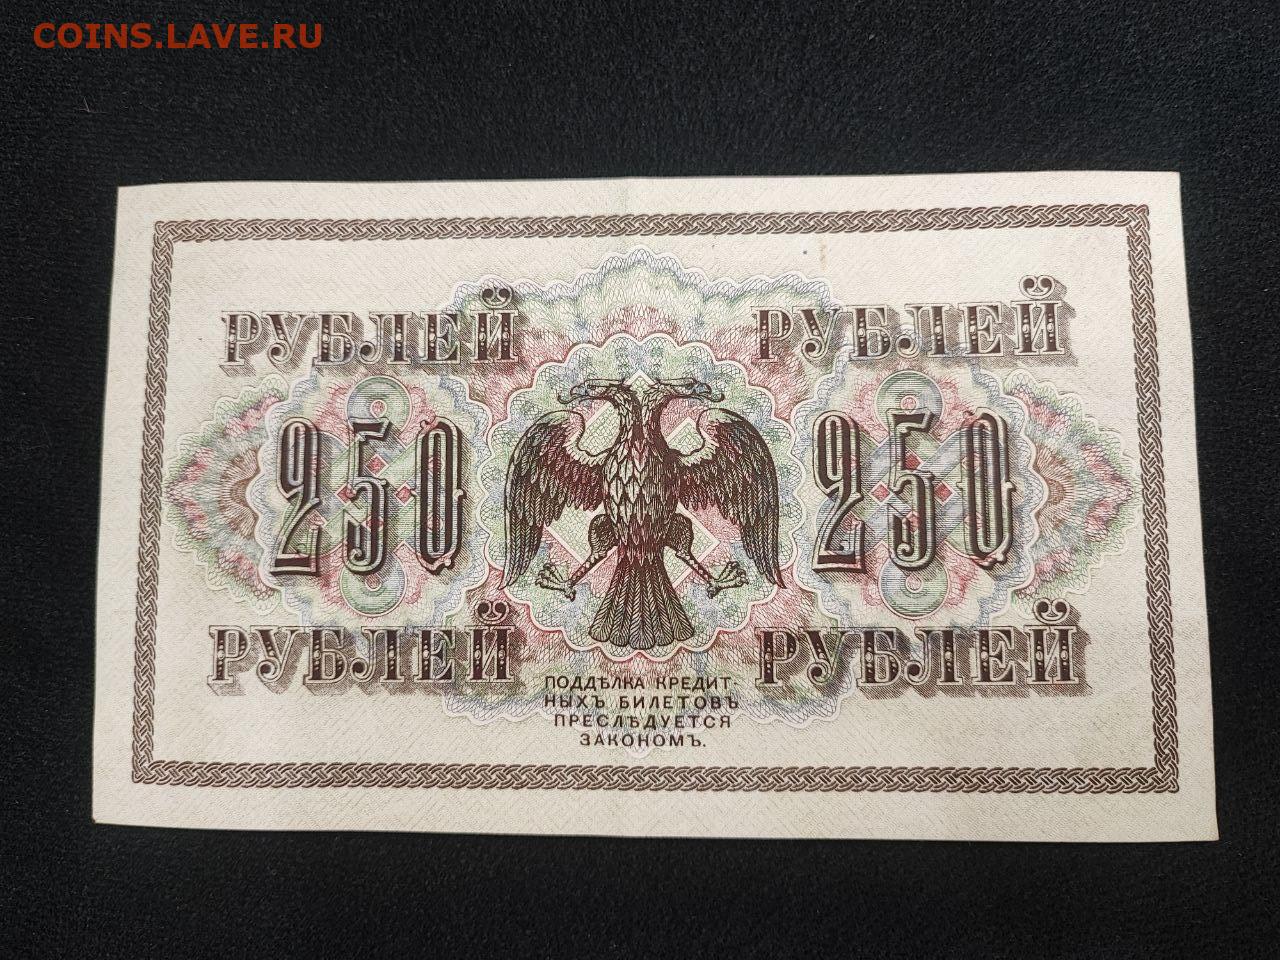 COINS.LAVE.RU
РУБЛЕЙ РУБЛЕЙ
250 250
РУБЛЕЙ РУБЛЕЙ
ПОДДѢЛКА КРЕДИТ-
НЫХЪ БИЛЕТОВЪ
ПРЕСЛѢДУЕТСЯ
ЗАКОНОМЪ.